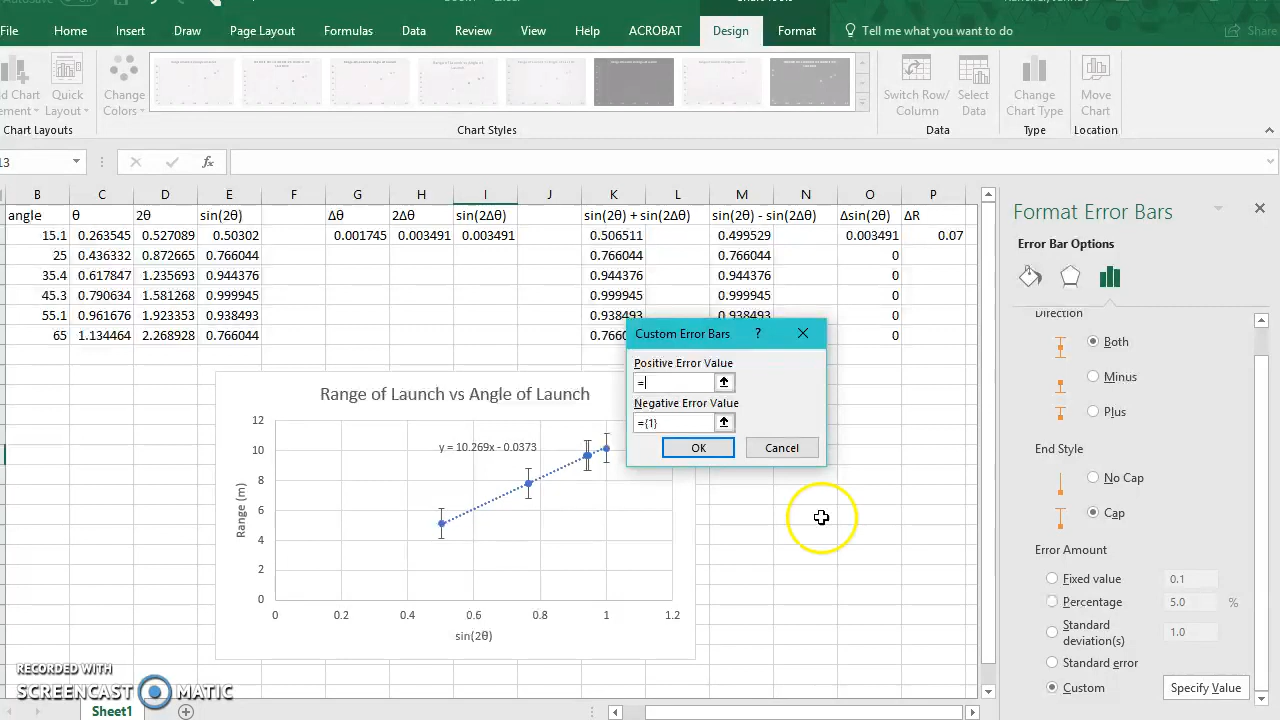 File Home Insert Draw Page Layout Formulas Data Review View Help ACROBAT Design Format Tell me what you want to do Share
Quick Layout
Change Colors
Switch Row/ Column
Select Data
Change Chart Type
Move Chart
Chart Layouts Chart Styles Data Type Location
fx
B C D E F G H I J K L M N O P
angle θ 2θ sin(2θ) Δθ 2Δθ sin(2Δθ) sin(2θ) + sin(2Δθ) sin(2θ) - sin(2Δθ) Δsin(2θ) ΔR
15.1 0.263545 0.527089 0.50302 0.001745 0.003491 0.003491 0.506511 0.499529 0.003491 0.07
25 0.436332 0.872665 0.766044 0.766044 0.766044 0
35.4 0.617847 1.235693 0.944376 0.944376 0.944376 0
45.3 0.790634 1.581268 0.999945 0.999945 0.999945 0
55.1 0.961676 1.923353 0.938493 0.938493 0.938493 0
65 1.134464 2.268928 0.766044 0
Range of Launch vs Angle of Launch
y = 10.269x - 0.0373
Range (m)
12
10
8
6
4
2
0
0 0.2 0.4 0.6 0.8 1 1.2
sin(2θ)
Custom Error Bars ?
Positive Error Value
=
Negative Error Value
={1}
OK Cancel
Format Error Bars
Error Bar Options
Direction
Both
Minus
Plus
End Style
No Cap
Cap
Error Amount
Fixed value 0.1
Percentage 5.0 %
Standard deviation(s) 1.0
Standard error
Custom Specify Value
RECORDED WITH
SCREENCAST MATIC
Sheet1